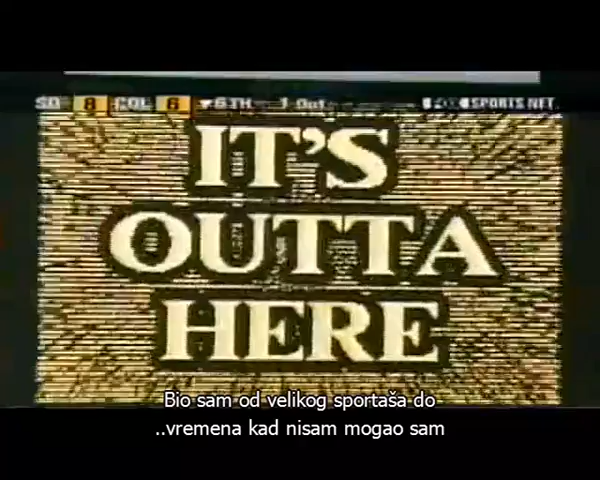 SD 8 COL 6 ▼6TH 1 Out SPORTS NET
IT'S
OUTTA
HERE
Bio sam od velikog sportaša do
..vremena kad nisam mogao sam